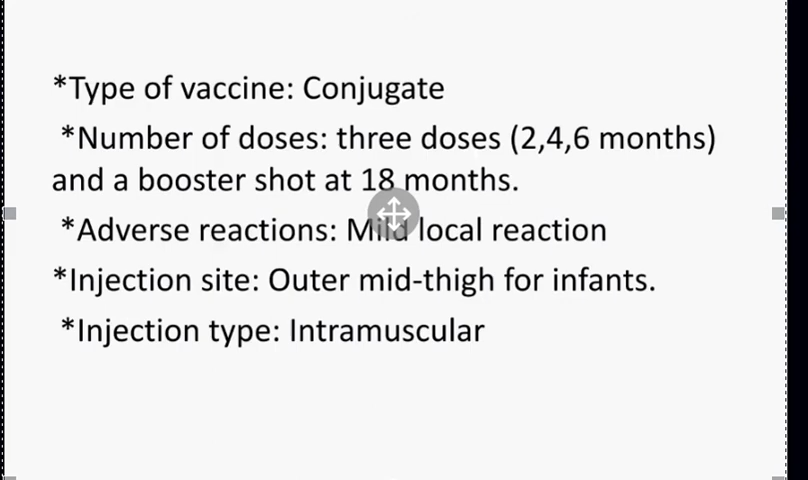 *Type of vaccine: Conjugate
*Number of doses: three doses (2,4,6 months)
and a booster shot at 18 months.
*Adverse reactions: Mild local reaction
*Injection site: Outer mid-thigh for infants.
*Injection type: Intramuscular